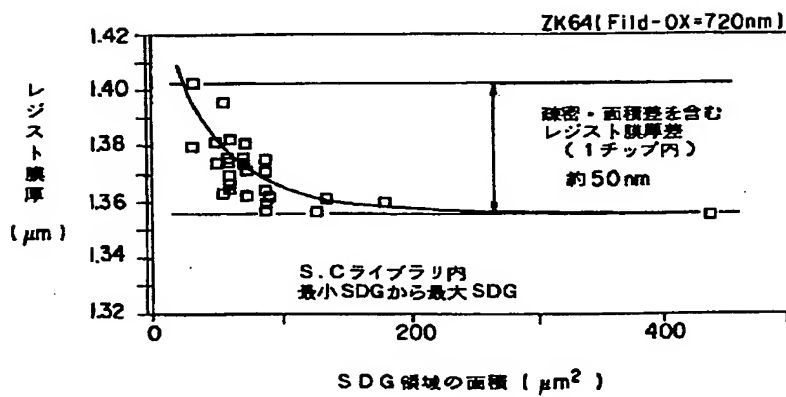 ZK64(Fild-OX=720nm)
1.42
1.40
1.38
1.36
1.34
1.32
レジスト膜厚
(μm)
疎密・面積差を含む
レジスト膜厚差
(1チップ内)
約50nm
S.Cライブラリ内
最小SDGから最大SDG
0
200
400
SDG領域の面積 (μm²)